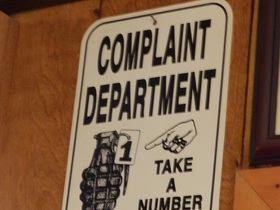 COMPLAINT
DEPARTMENT
1
TAKE
A
NUMBER